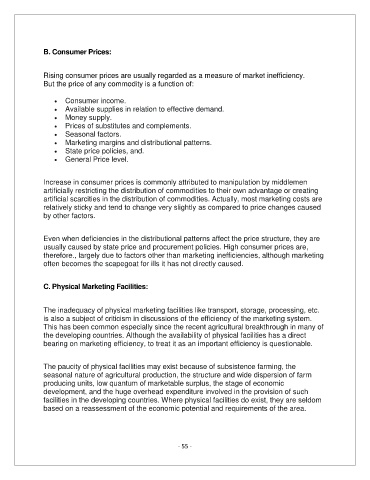 B. Consumer Prices:
Rising consumer prices are usually regarded as a measure of market inefficiency.
But the price of any commodity is a function of:
• Consumer income.
• Available supplies in relation to effective demand.
• Money supply.
• Prices of substitutes and complements.
• Seasonal factors.
• Marketing margins and distributional patterns.
• State price policies, and.
• General Price level.
Increase in consumer prices is commonly attributed to manipulation by middlemen
artificially restricting the distribution of commodities to their own advantage or creating
artificial scarcities in the distribution of commodities. Actually, most marketing costs are
relatively sticky and tend to change very slightly as compared to price changes caused
by other factors.
Even when deficiencies in the distributional patterns affect the price structure, they are
usually caused by state price and procurement policies. High consumer prices are,
therefore., largely due to factors other than marketing inefficiencies, although marketing
often becomes the scapegoat for ills it has not directly caused.
C. Physical Marketing Facilities:
The inadequacy of physical marketing facilities like transport, storage, processing, etc.
is also a subject of criticism in discussions of the efficiency of the marketing system.
This has been common especially since the recent agricultural breakthrough in many of
the developing countries. Although the availability of physical facilities has a direct
bearing on marketing efficiency, to treat it as an important efficiency is questionable.
The paucity of physical facilities may exist because of subsistence farming, the
seasonal nature of agricultural production, the structure and wide dispersion of farm
producing units, low quantum of marketable surplus, the stage of economic
development, and the huge overhead expenditure involved in the provision of such
facilities in the developing countries. Where physical facilities do exist, they are seldom
based on a reassessment of the economic potential and requirements of the area.
- 55 -